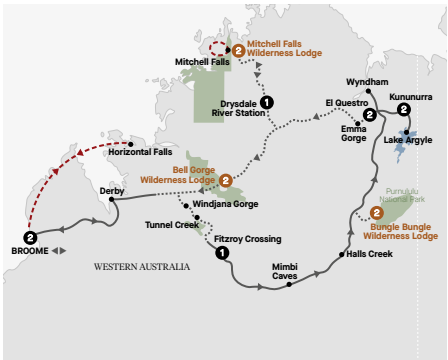 2
Mitchell Falls
Wilderness Lodge
Mitchell Falls
Wyndham
Kununurra
El Questro
2
2
Drysdale
River Station
1
Emma
Gorge
Lake Argyle
Horizontal Falls
Bell Gorge
Wilderness Lodge
2
Derby
Purnululu
National Park
Windjana Gorge
2
Tunnel Creek
Bungle Bungle
Wilderness Lodge
2
BROOME
Fitzroy Crossing
1
Halls Creek
WESTERN AUSTRALIA
Mimbi
Caves